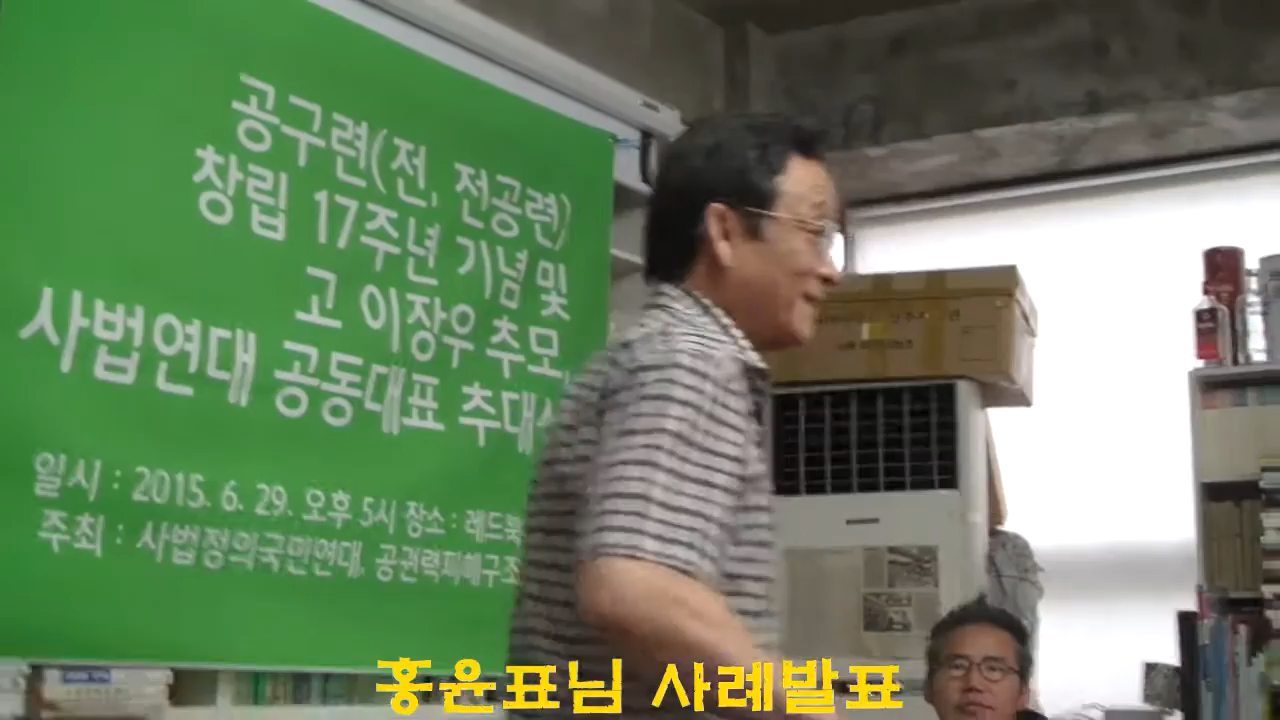 공구련(전, 전공련)
창립 17주년 기념 및
고 이장우 추모,
사법연대 공동대표 추대식
일시 : 2015. 6. 29. 오후 5시 장소 : 레드북
주최 : 사법정의국민연대, 공권력피해구조
홍윤표님 사례발표